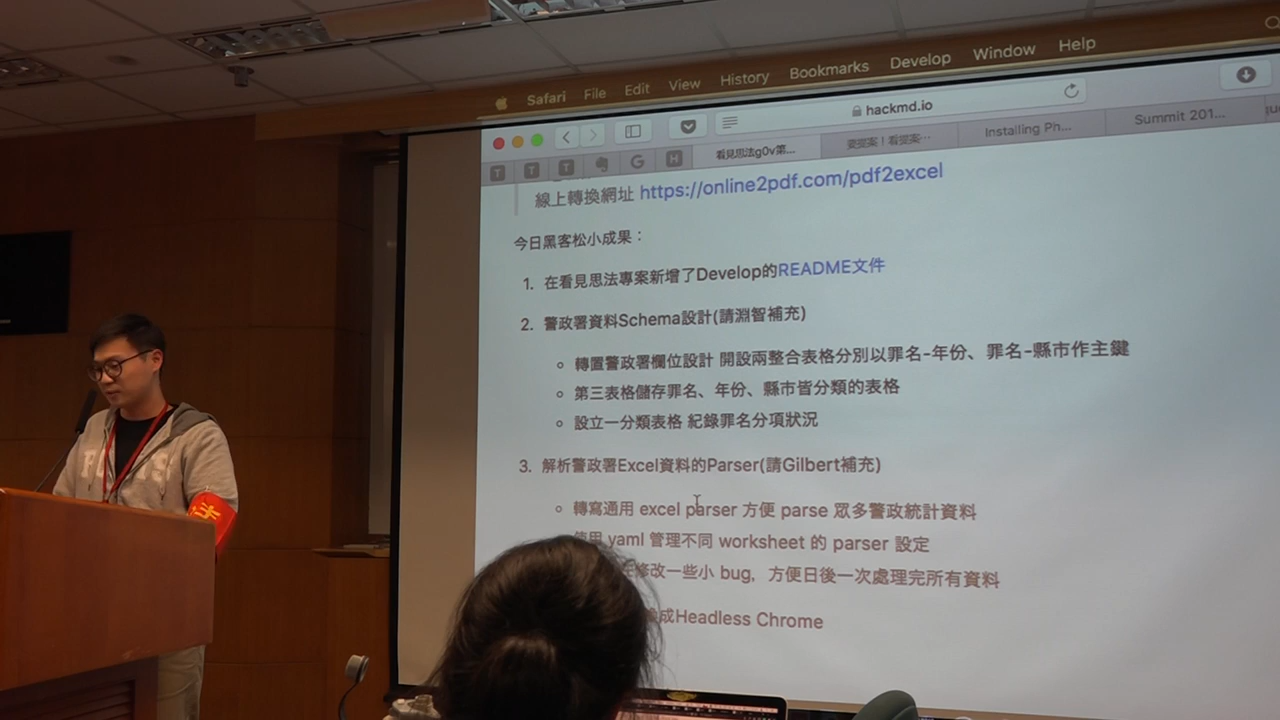 Safari File Edit View History Bookmarks Develop Window Help
hackmd.io
看見思法g0v第... Installing Ph... Summit 201...
線上轉換網址 https://online2pdf.com/pdf2excel
今日黑客松小成果：
1. 在看見思法專案新增了Develop的README文件
2. 警政署資料Schema設計(請淵智補充)
轉置警政署欄位設計 開設兩整合表格分別以罪名-年份、罪名-縣市作主鍵
第三表格儲存罪名、年份、縣市皆分類的表格
設立一分類表格 紀錄罪名分項狀況
3. 解析警政署Excel資料的Parser(請Gilbert補充)
轉寫通用 excel parser 方便 parse 眾多警政統計資料
使用 yaml 管理不同 worksheet 的 parser 設定
修改一些小 bug，方便日後一次處理完所有資料
成Headless Chrome